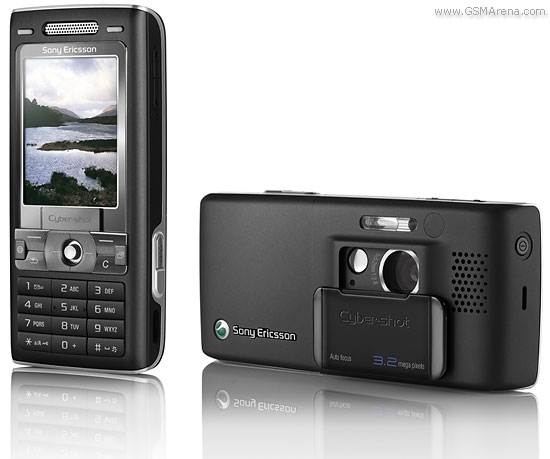 www.GSMArena.com
Sony Ericsson
Cyber-shot
C
1
2 ABC
3 DEF
4 GHI
5 JKL
6 MNO
7 PQRS
8 TUV
9 WXYZ
0 +
#
Sony Ericsson
Cyber-shot
Auto focus
3.2 mega pixels